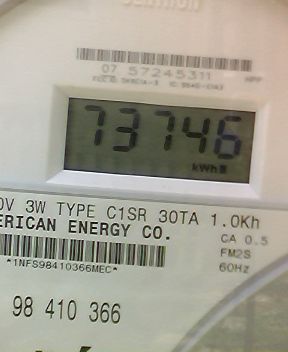 07 57245311
73746
kWh
0V 3W TYPE C1SR 30TA 1.0Kh
ERICAN ENERGY CO.
CA 0.5
FM2S
*1NFS98410366MEC*
60Hz
98 410 366